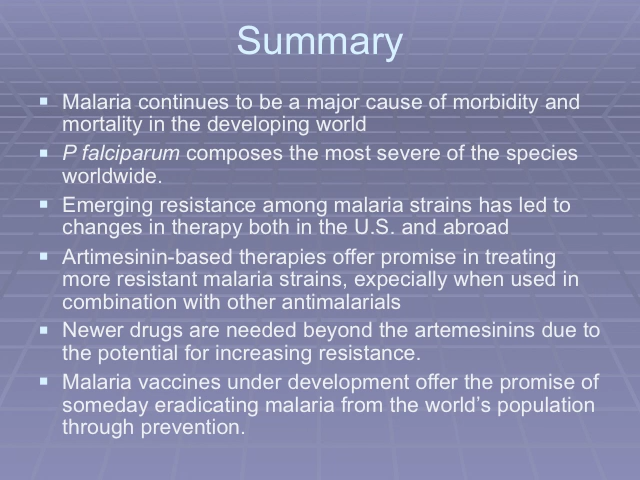 Summary
Malaria continues to be a major cause of morbidity and
mortality in the developing world
P falciparum composes the most severe of the species
worldwide.
Emerging resistance among malaria strains has led to
changes in therapy both in the U.S. and abroad
Artimesinin-based therapies offer promise in treating
more resistant malaria strains, expecially when used in
combination with other antimalarials
Newer drugs are needed beyond the artemesinins due to
the potential for increasing resistance.
Malaria vaccines under development offer the promise of
someday eradicating malaria from the world's population
through prevention.